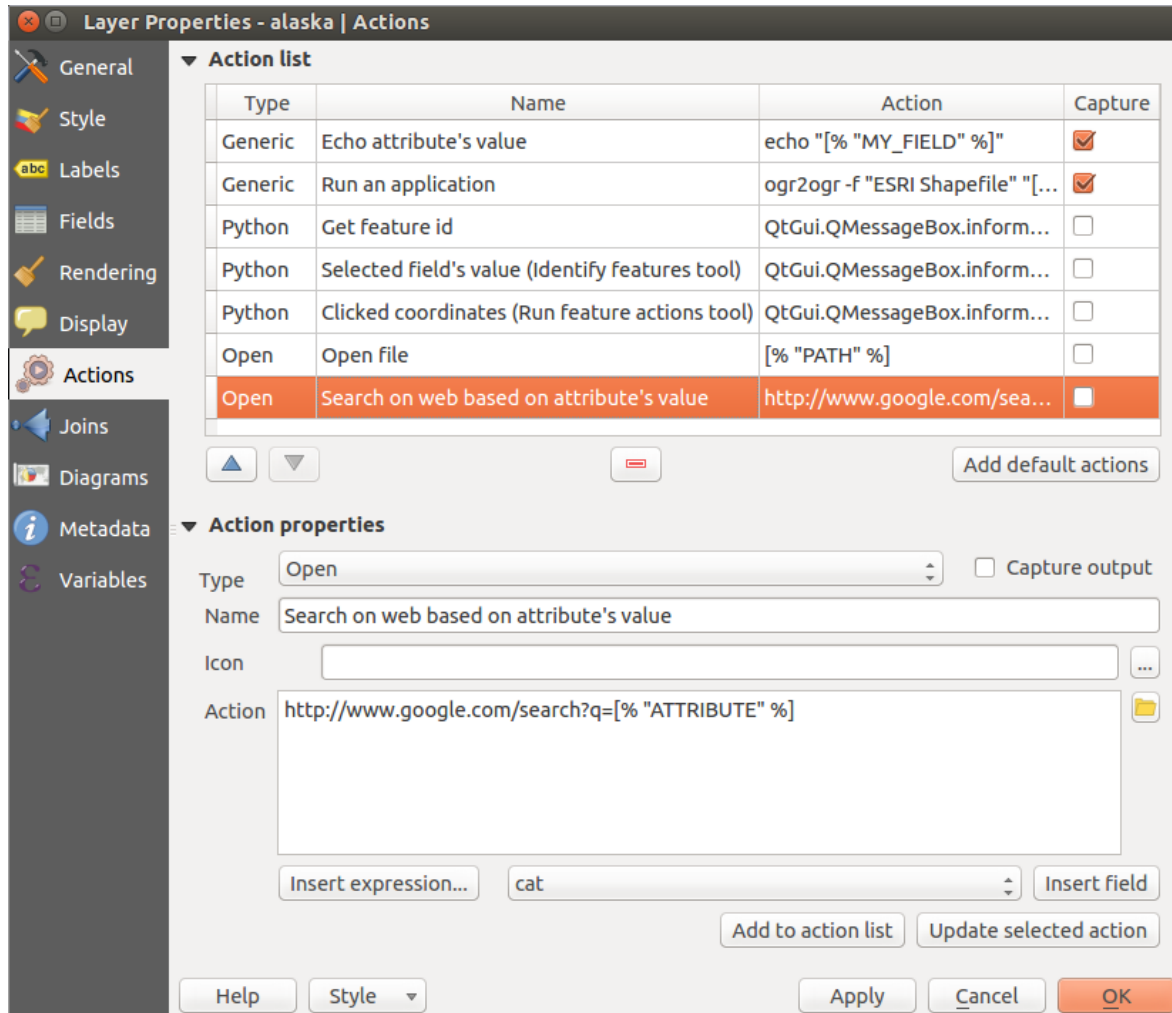 Layer Properties - alaska | Actions
General
Style
abc Labels
Fields
Rendering
Display
Actions
Joins
Diagrams
Metadata
Variables
Action list
Type Name Action Capture
Generic Echo attribute's value echo "[% "MY_FIELD" %]"
Generic Run an application ogr2ogr -f "ESRI Shapefile" "[...
Python Get feature id QtGui.QMessageBox.inform...
Python Selected field's value (Identify features tool) QtGui.QMessageBox.inform...
Python Clicked coordinates (Run feature actions tool) QtGui.QMessageBox.inform...
Open Open file [% "PATH" %]
Open Search on web based on attribute's value http://www.google.com/sea...
Add default actions
Action properties
Type Open Capture output
Name Search on web based on attribute's value
Icon ...
Action http://www.google.com/search?q=[% "ATTRIBUTE" %]
Insert expression... cat Insert field
Add to action list Update selected action
Help Style Apply Cancel OK